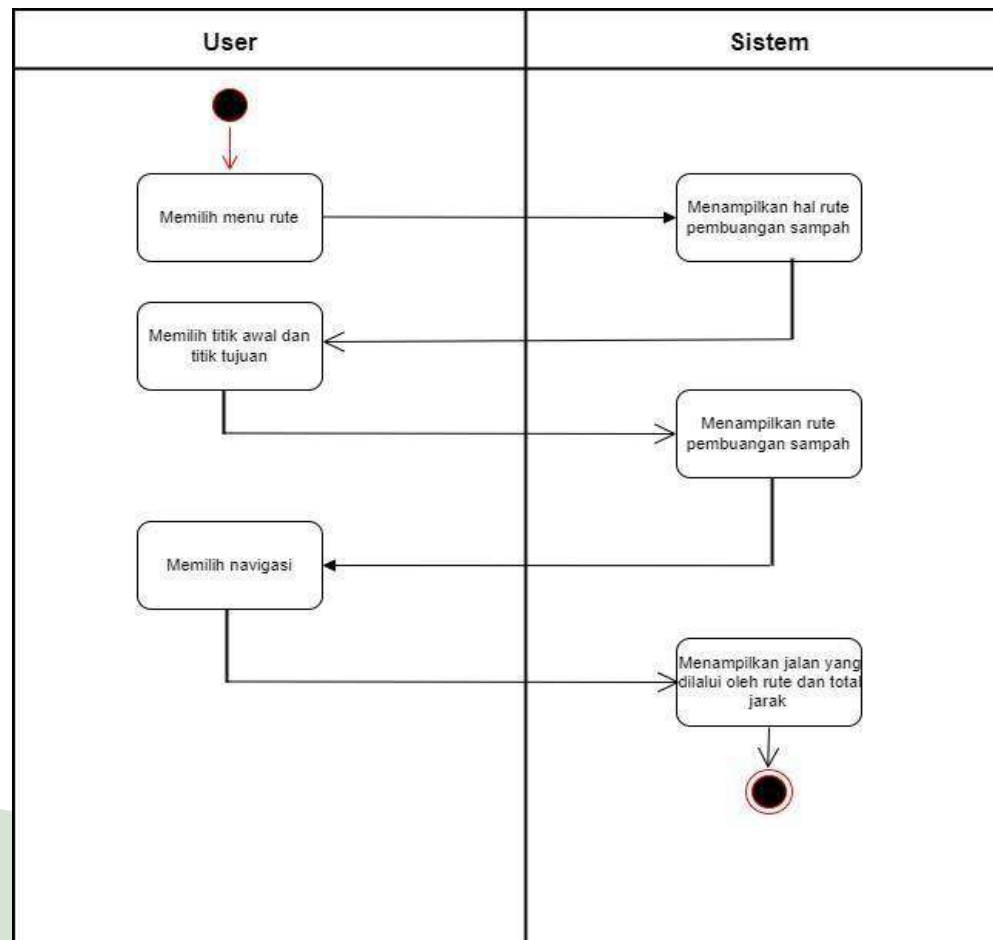 User
Sistem
Memilih menu rute
Menampilkan hal rute
pembuangan sampah
Memilih titik awal dan
titik tujuan
Menampilkan rute
pembuangan sampah
Memilih navigasi
Menampilkan jalan yang
dilalui oleh rute dan total
jarak